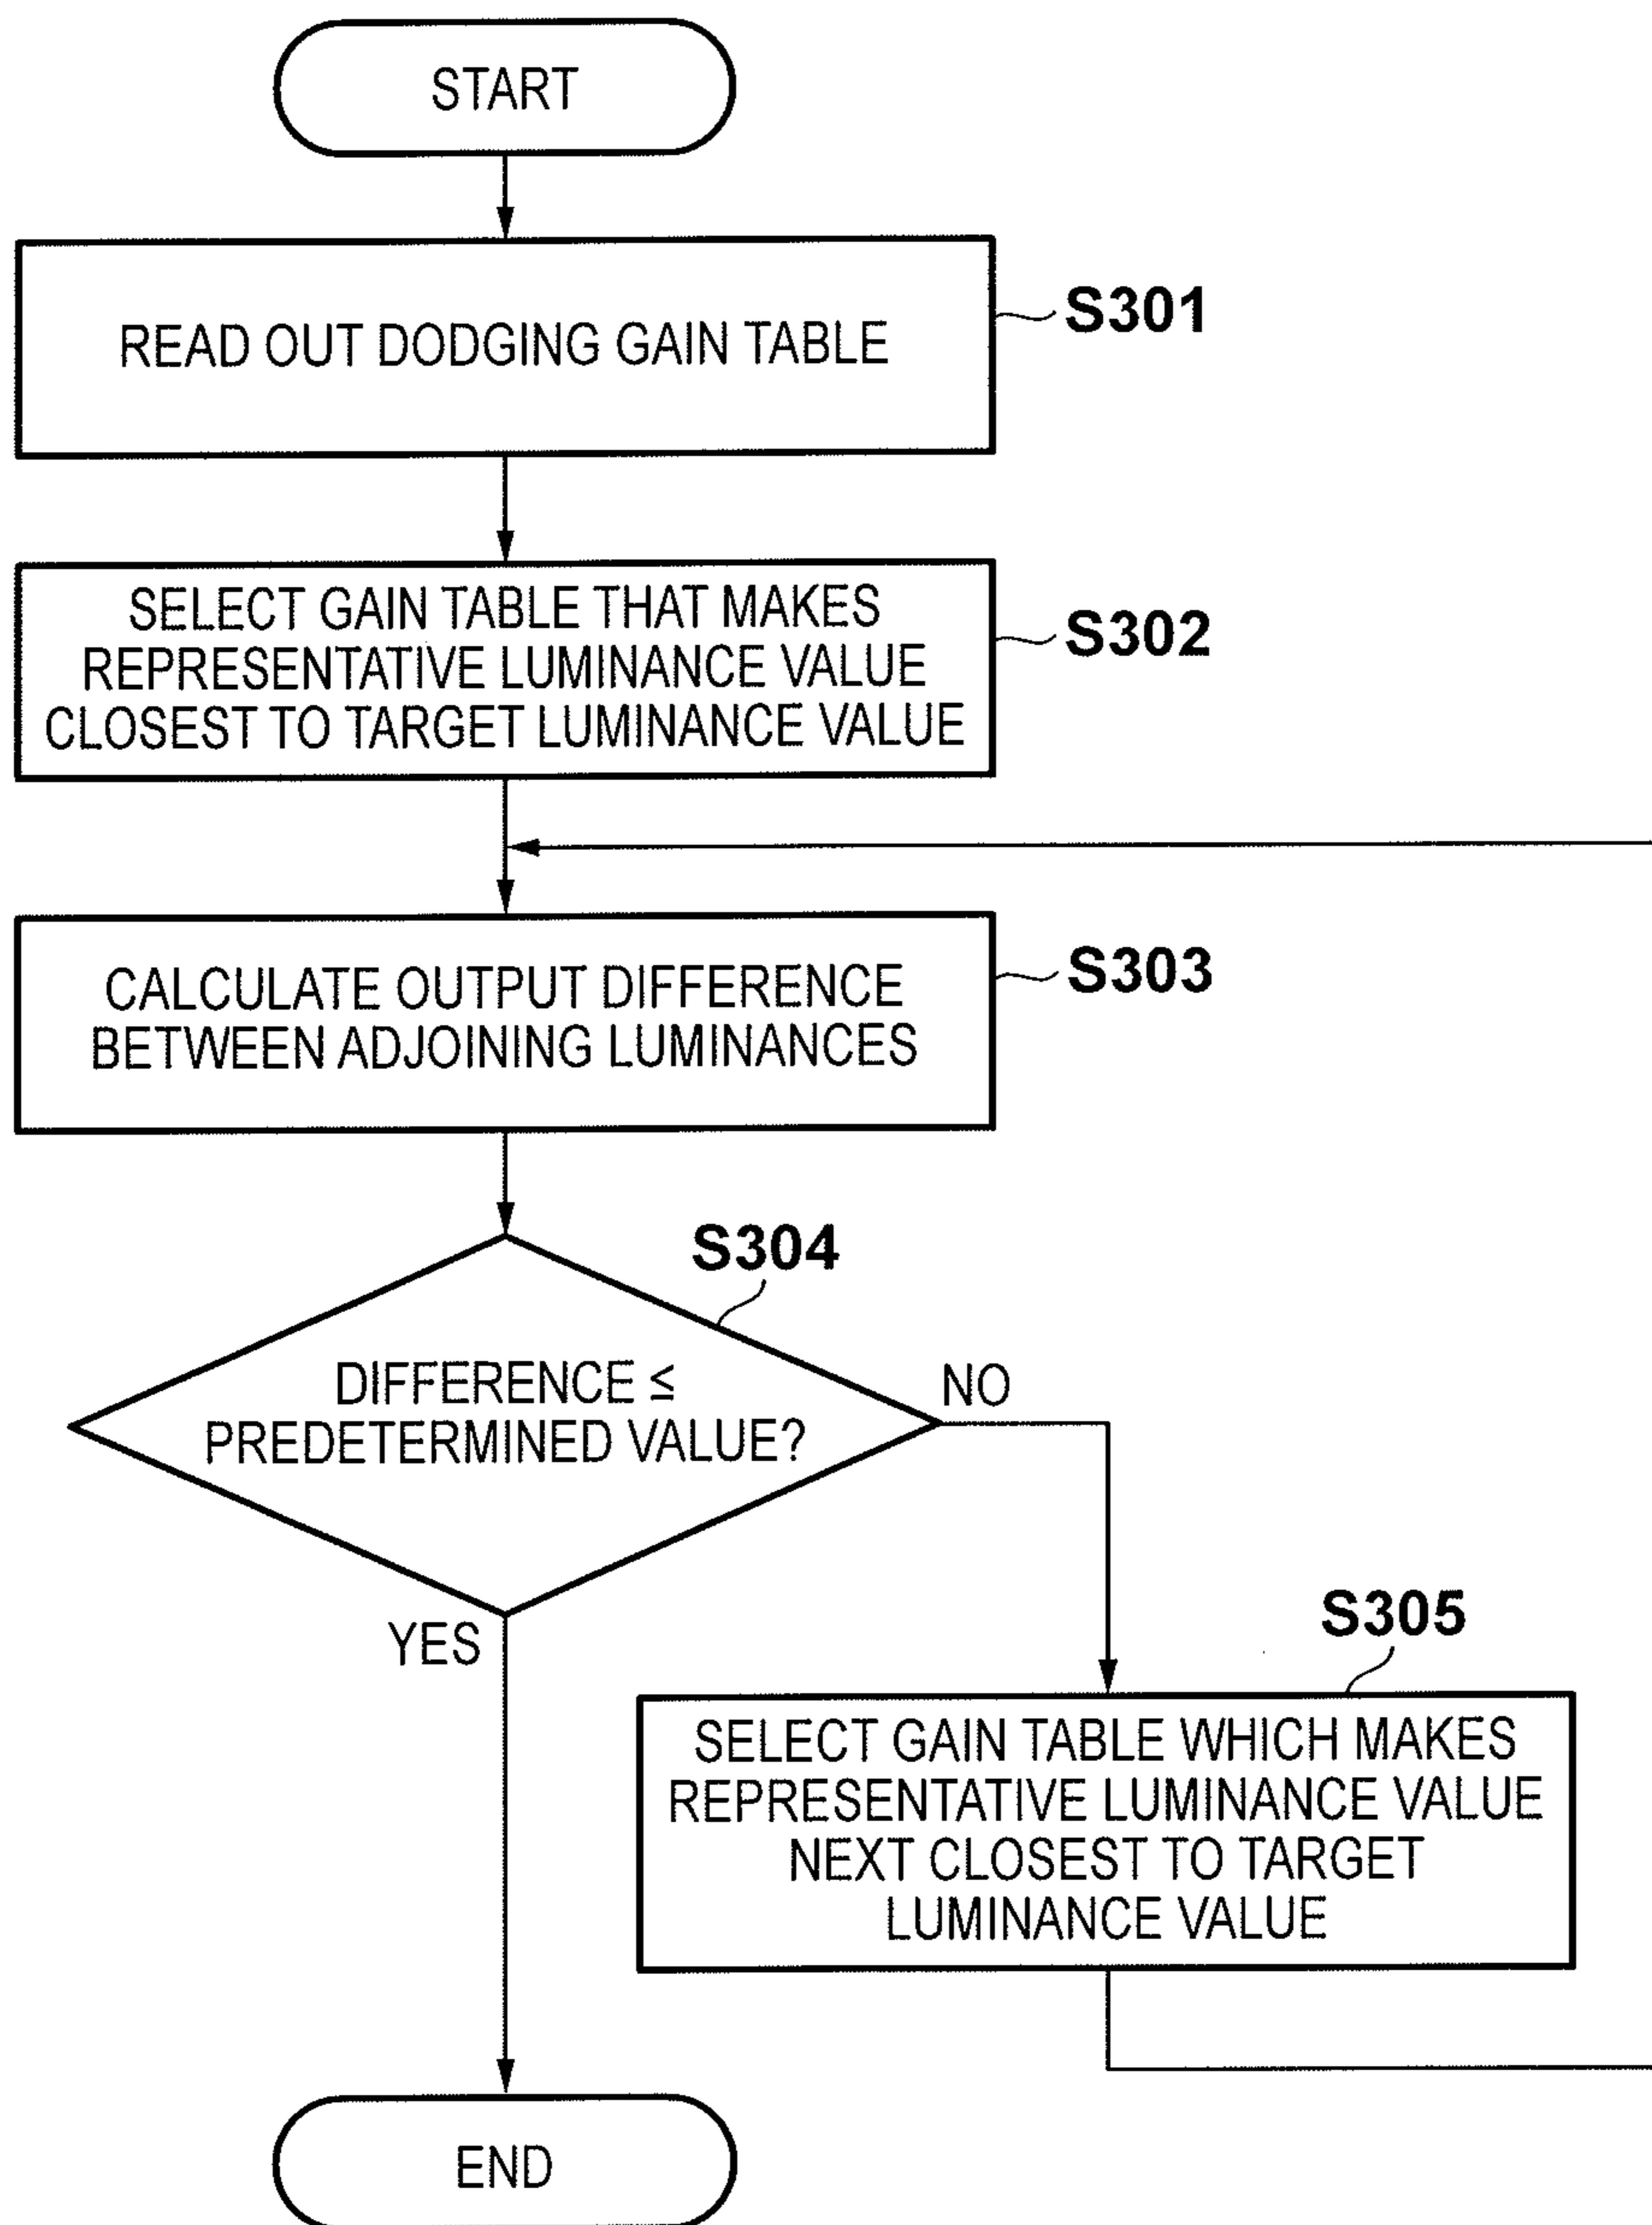 START
READ OUT DODGING GAIN TABLE
S301
SELECT GAIN TABLE THAT MAKES
REPRESENTATIVE LUMINANCE VALUE
CLOSEST TO TARGET LUMINANCE VALUE
S302
CALCULATE OUTPUT DIFFERENCE
BETWEEN ADJOINING LUMINANCES
S303
S304
DIFFERENCE ≤
PREDETERMINED VALUE?
NO
YES
S305
SELECT GAIN TABLE WHICH MAKES
REPRESENTATIVE LUMINANCE VALUE
NEXT CLOSEST TO TARGET
LUMINANCE VALUE
END